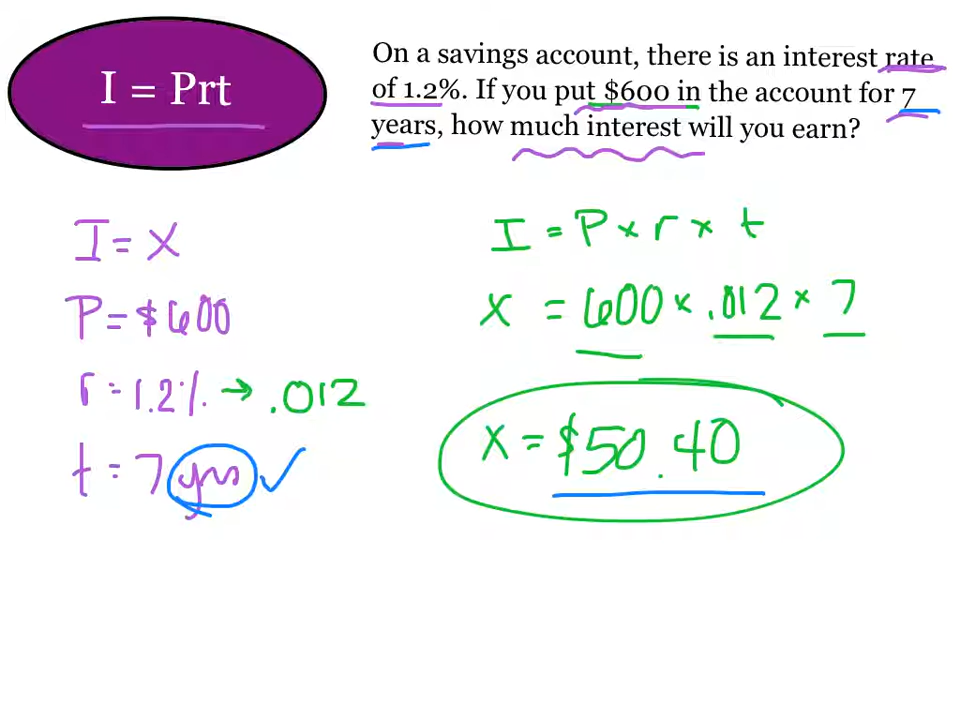 I = Prt
On a savings account, there is an interest rate
of 1.2%. If you put $600 in the account for 7
years, how much interest will you earn?
I = X
P = $600
r = 1.2% → .012
t = 7 yrs ✓
I = P × r × t
X = 600 × .012 × 7
X = $50.40